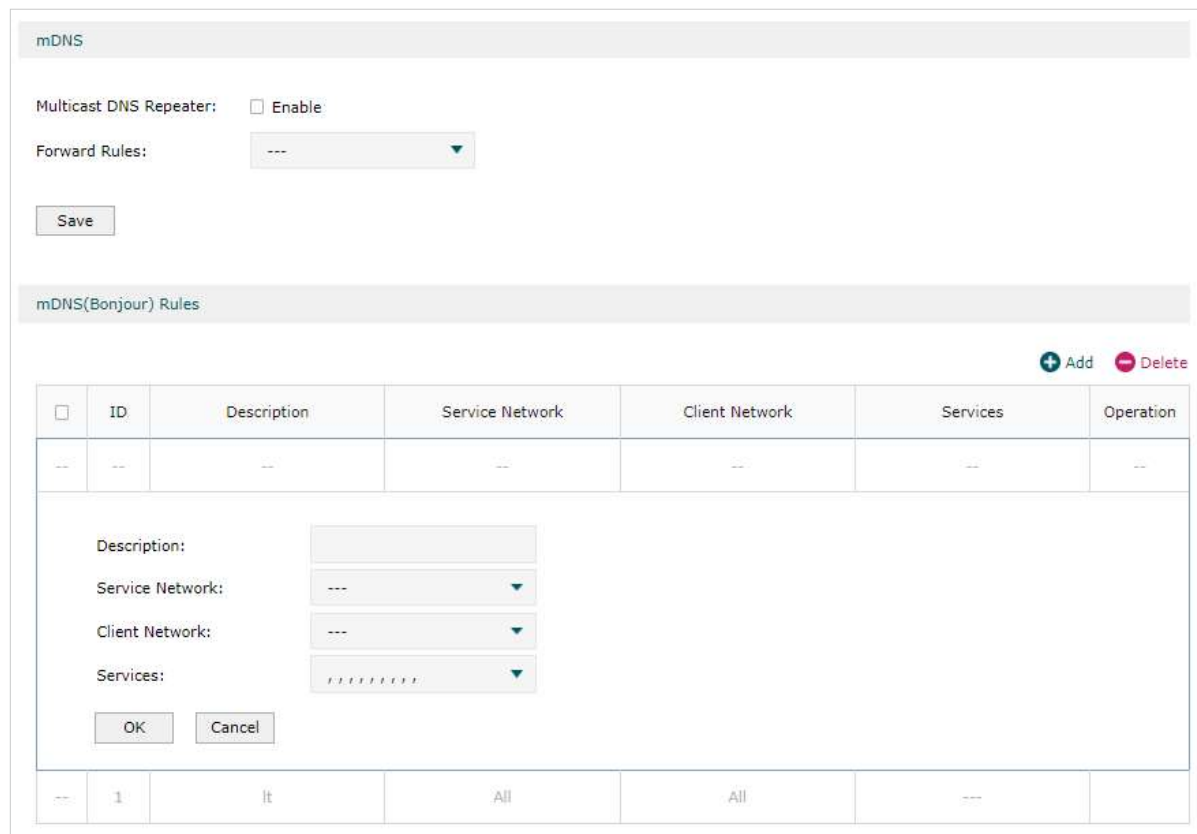 mDNS
Multicast DNS Repeater: Enable
Forward Rules: ---
Save
mDNS(Bonjour) Rules
Add Delete
ID Description Service Network Client Network Services Operation
-- -- -- -- -- -- --
Description:
Service Network: ---
Client Network: ---
Services: , , , , , , , , ,
OK Cancel
-- 1 lt All All ---